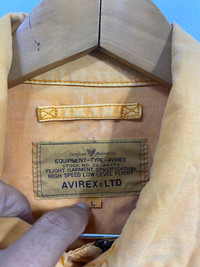 EQUIPMENT-TYPE-AVIREX
STOCK NO.
FLIGHT GARMENT SPECIFICATION
HIGH SPEED LOW LEVEL FLIGHT
AVIREX LTD
L